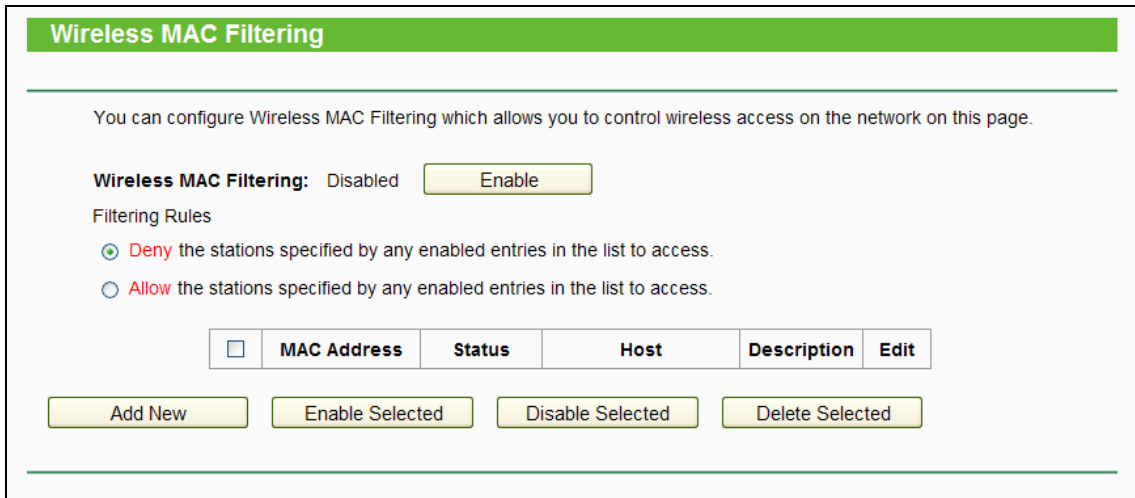 Wireless MAC Filtering
You can configure Wireless MAC Filtering which allows you to control wireless access on the network on this page.
Wireless MAC Filtering: Disabled Enable
Filtering Rules
Deny the stations specified by any enabled entries in the list to access.
Allow the stations specified by any enabled entries in the list to access.
MAC Address Status Host Description Edit
Add New Enable Selected Disable Selected Delete Selected